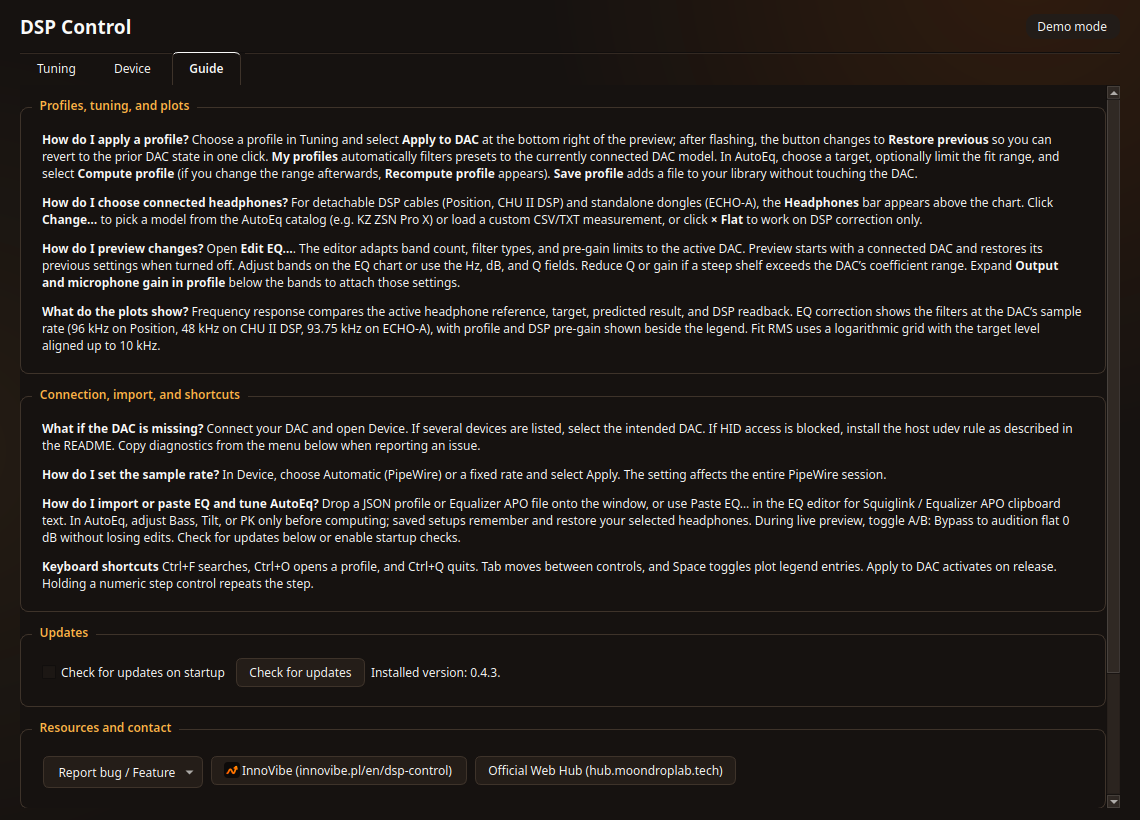 DSP Control
Demo mode
Tuning
Device
Guide
Profiles, tuning, and plots
How do I apply a profile? Choose a profile in Tuning and select Apply to DAC at the bottom right of the preview; after flashing, the button changes to Restore previous so you can
revert to the prior DAC state in one click. My profiles automatically filters presets to the currently connected DAC model. In AutoEq, choose a target, optionally limit the fit range, and
select Compute profile (if you change the range afterwards, Recompute profile appears). Save profile adds a file to your library without touching the DAC.
How do I choose connected headphones? For detachable DSP cables (Position, CHU II DSP) and standalone dongles (ECHO-A), the Headphones bar appears above the chart. Click
Change... to pick a model from the AutoEq catalog (e.g. KZ ZSN Pro X) or load a custom CSV/TXT measurement, or click × Flat to work on DSP correction only.
How do I preview changes? Open Edit EQ.... The editor adapts band count, filter types, and pre-gain limits to the active DAC. Preview starts with a connected DAC and restores its
previous settings when turned off. Adjust bands on the EQ chart or use the Hz, dB, and Q fields. Reduce Q or gain if a steep shelf exceeds the DAC's coefficient range. Expand Output
and microphone gain in profile below the bands to attach those settings.
What do the plots show? Frequency response compares the active headphone reference, target, predicted result, and DSP readback. EQ correction shows the filters at the DAC's sample
rate (96 kHz on Position, 48 kHz on CHU II DSP, 93.75 kHz on ECHO-A), with profile and DSP pre-gain shown beside the legend. Fit RMS uses a logarithmic grid with the target level
aligned up to 10 kHz.
Connection, import, and shortcuts
What if the DAC is missing? Connect your DAC and open Device. If several devices are listed, select the intended DAC. If HID access is blocked, install the host udev rule as described in
the README. Copy diagnostics from the menu below when reporting an issue.
How do I set the sample rate? In Device, choose Automatic (PipeWire) or a fixed rate and select Apply. The setting affects the entire PipeWire session.
How do I import or paste EQ and tune AutoEq? Drop a JSON profile or Equalizer APO file onto the window, or use Paste EQ... in the EQ editor for Squiglink / Equalizer APO clipboard
text. In AutoEq, adjust Bass, Tilt, or PK only before computing; saved setups remember and restore your selected headphones. During live preview, toggle A/B: Bypass to audition flat 0
dB without losing edits. Check for updates below or enable startup checks.
Keyboard shortcuts Ctrl+F searches, Ctrl+O opens a profile, and Ctrl+Q quits. Tab moves between controls, and Space toggles plot legend entries. Apply to DAC activates on release.
Holding a numeric step control repeats the step.
Updates
Check for updates on startup
Check for updates
Installed version: 0.4.3.
Resources and contact
Report bug / Feature
InnoVibe (innovibe.pl/en/dsp-control)
Official Web Hub (hub.moondroplab.tech)